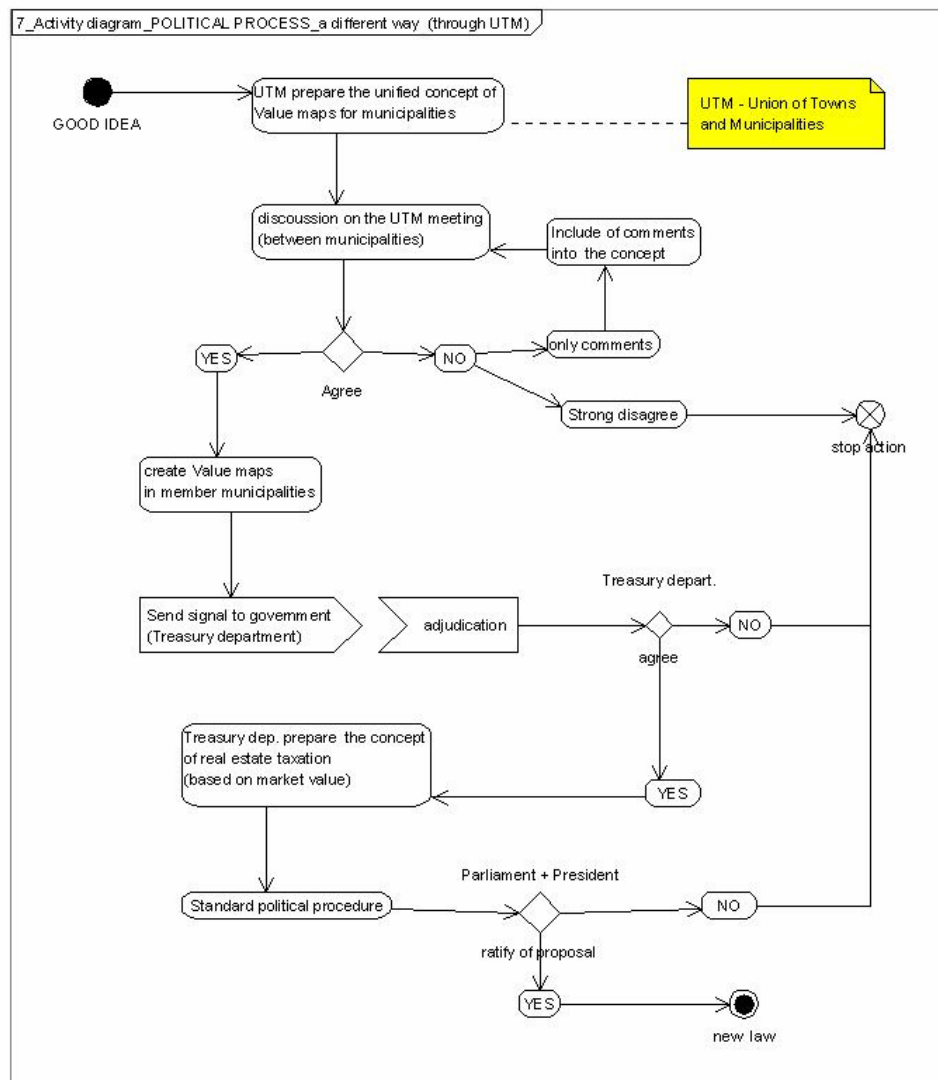 7_Activity diagram_POLITICAL PROCESS_a different way (through UTM)
GOOD IDEA
UTM prepare the unified concept of
Value maps for municipalities
UTM - Union of Towns
and Municipalities
discoussion on the UTM meeting
(between municipalities)
Include of comments
into the concept
YES
Agree
NO
only comments
Strong disagree
stop action
create Value maps
in member municipalities
Send signal to government
(Treasury department)
adjudication
Treasury depart.
agree
NO
YES
Treasury dep. prepare the concept
of real estate taxation
(based on market value)
Standard political procedure
Parliament + President
ratify of proposal
NO
YES
new law